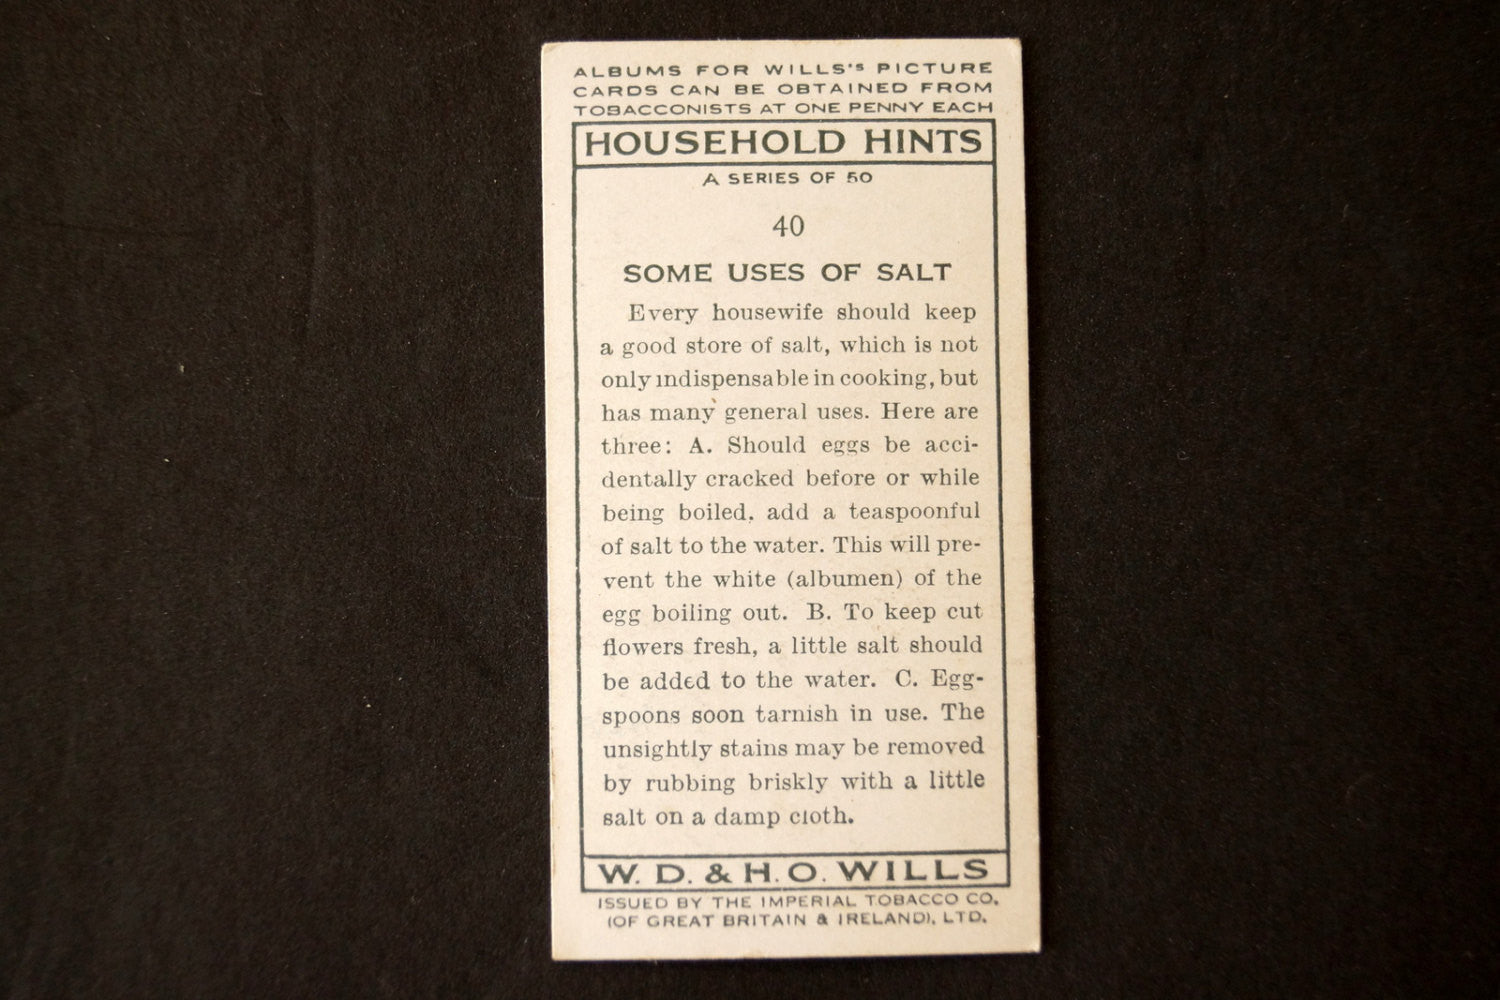 ALBUMS FOR WILLS'S PICTURE
CARDS CAN BE OBTAINED FROM
TOBACCONISTS AT ONE PENNY EACH
HOUSEHOLD HINTS
A SERIES OF 50
40
SOME USES OF SALT
Every housewife should keep
a good store of salt, which is not
only indispensable in cooking, but
has many general uses. Here are
three: A. Should eggs be acci-
dentally cracked before or while
being boiled, add a teaspoonful
of salt to the water. This will pre-
vent the white (albumen) of the
egg boiling out. B. To keep cut
flowers fresh, a little salt should
be added to the water. C. Egg-
spoons soon tarnish in use. The
unsightly stains may be removed
by rubbing briskly with a little
salt on a damp cloth.
W. D. & H. O. WILLS
ISSUED BY THE IMPERIAL TOBACCO CO.
(OF GREAT BRITAIN & IRELAND), LTD.